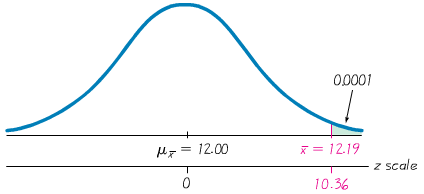 0.0001
μx̄ = 12.00
x̄ = 12.19
z scale
0
10.36